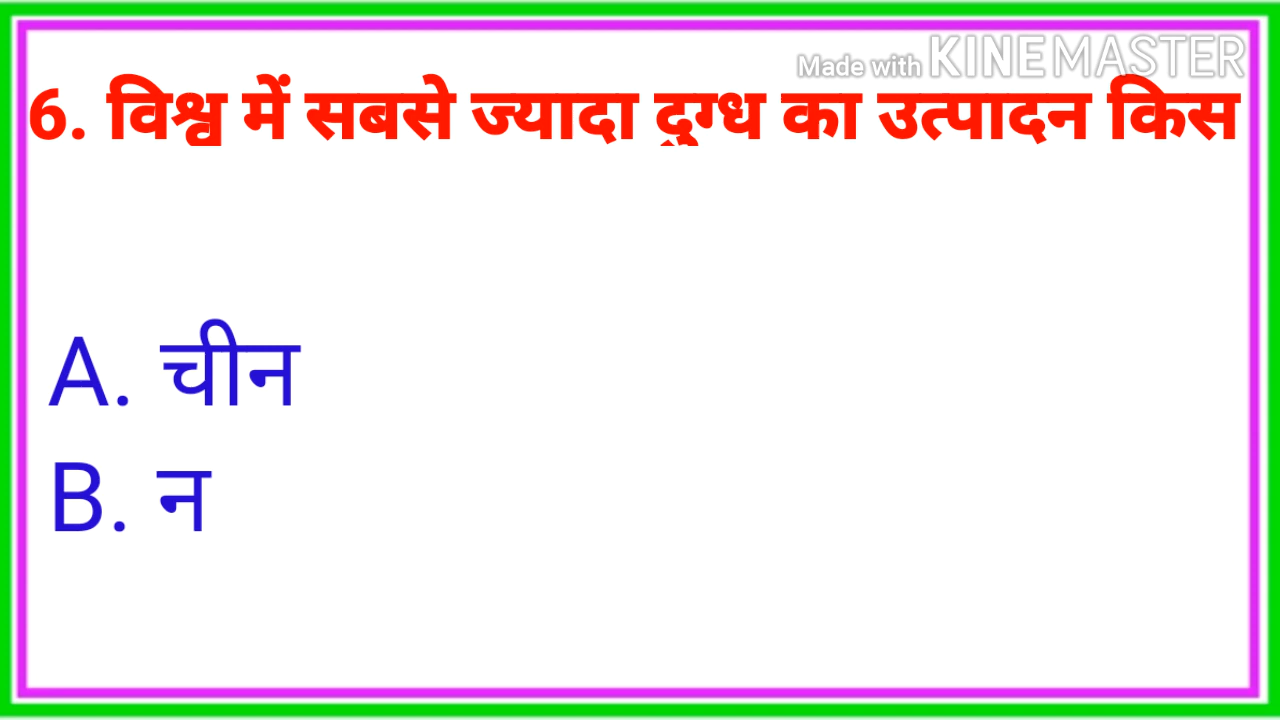 Made with KINEMASTER
6. विश्व में सबसे ज्यादा दुग्ध का उत्पादन किस
A. चीन
B. न